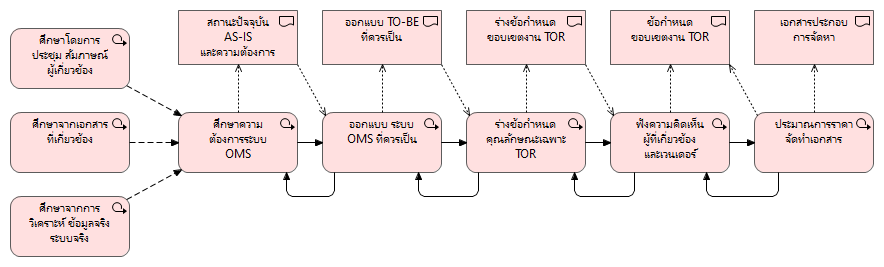 สถานะปัจจุบัน
AS-IS
และความต้องการ
ออกแบบ TO-BE
ที่ควรเป็น
ร่างข้อกำหนด
ขอบเขตงาน TOR
ข้อกำหนด
ขอบเขตงาน TOR
เอกสารประกอบ
การจัดหา
ศึกษาโดยการ
ประชุม สัมภาษณ์
ผู้เกี่ยวข้อง
ศึกษาจากเอกสาร
ที่เกี่ยวข้อง
ศึกษาจากการ
วิเคราะห์ ข้อมูลจริง
ระบบจริง
ศึกษาความ
ต้องการระบบ
OMS
ออกแบบ ระบบ
OMS ที่ควรเป็น
ร่างข้อกำหนด
คุณลักษณะเฉพาะ
TOR
ฟังความคิดเห็น
ผู้ที่เกี่ยวข้อง
และเวนเดอร์
ประมาณการราคา
จัดทำเอกสาร